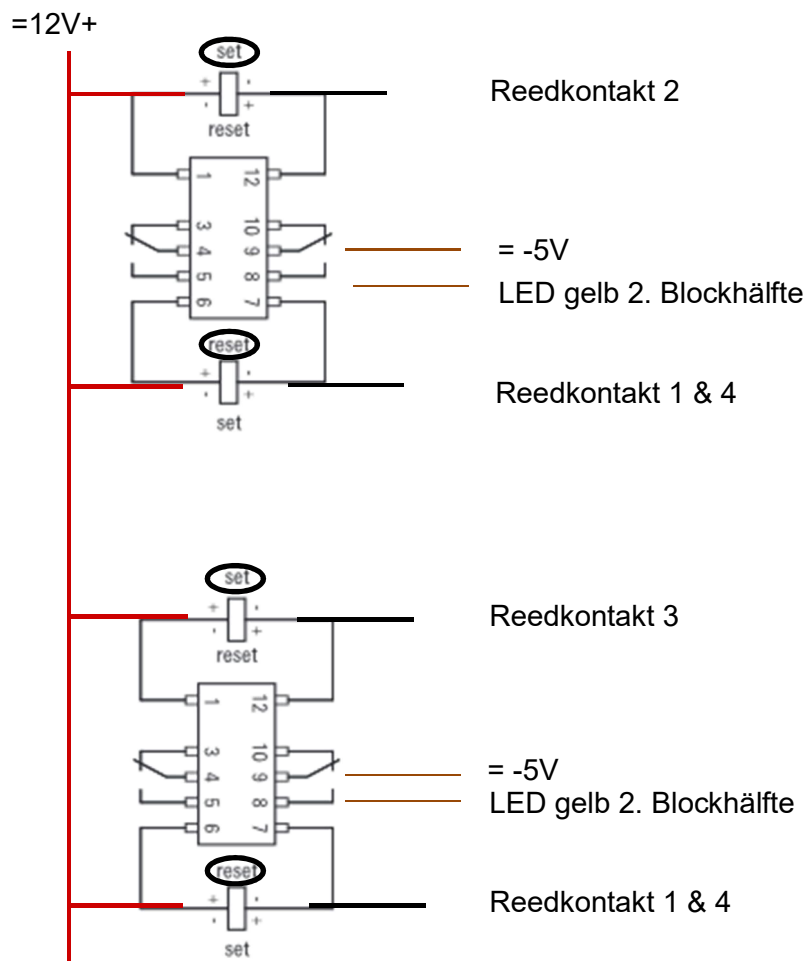 =12V+
set
+ -
Reedkontakt 2
- +
reset
1 12
3 10
4 9
= -5V
5 8
LED gelb 2. Blockhälfte
6 7
reset
+ -
Reedkontakt 1 & 4
- +
set
set
+ -
Reedkontakt 3
- +
reset
1 12
3 10
4 9
= -5V
5 8
LED gelb 2. Blockhälfte
6 7
reset
+ -
Reedkontakt 1 & 4
- +
set